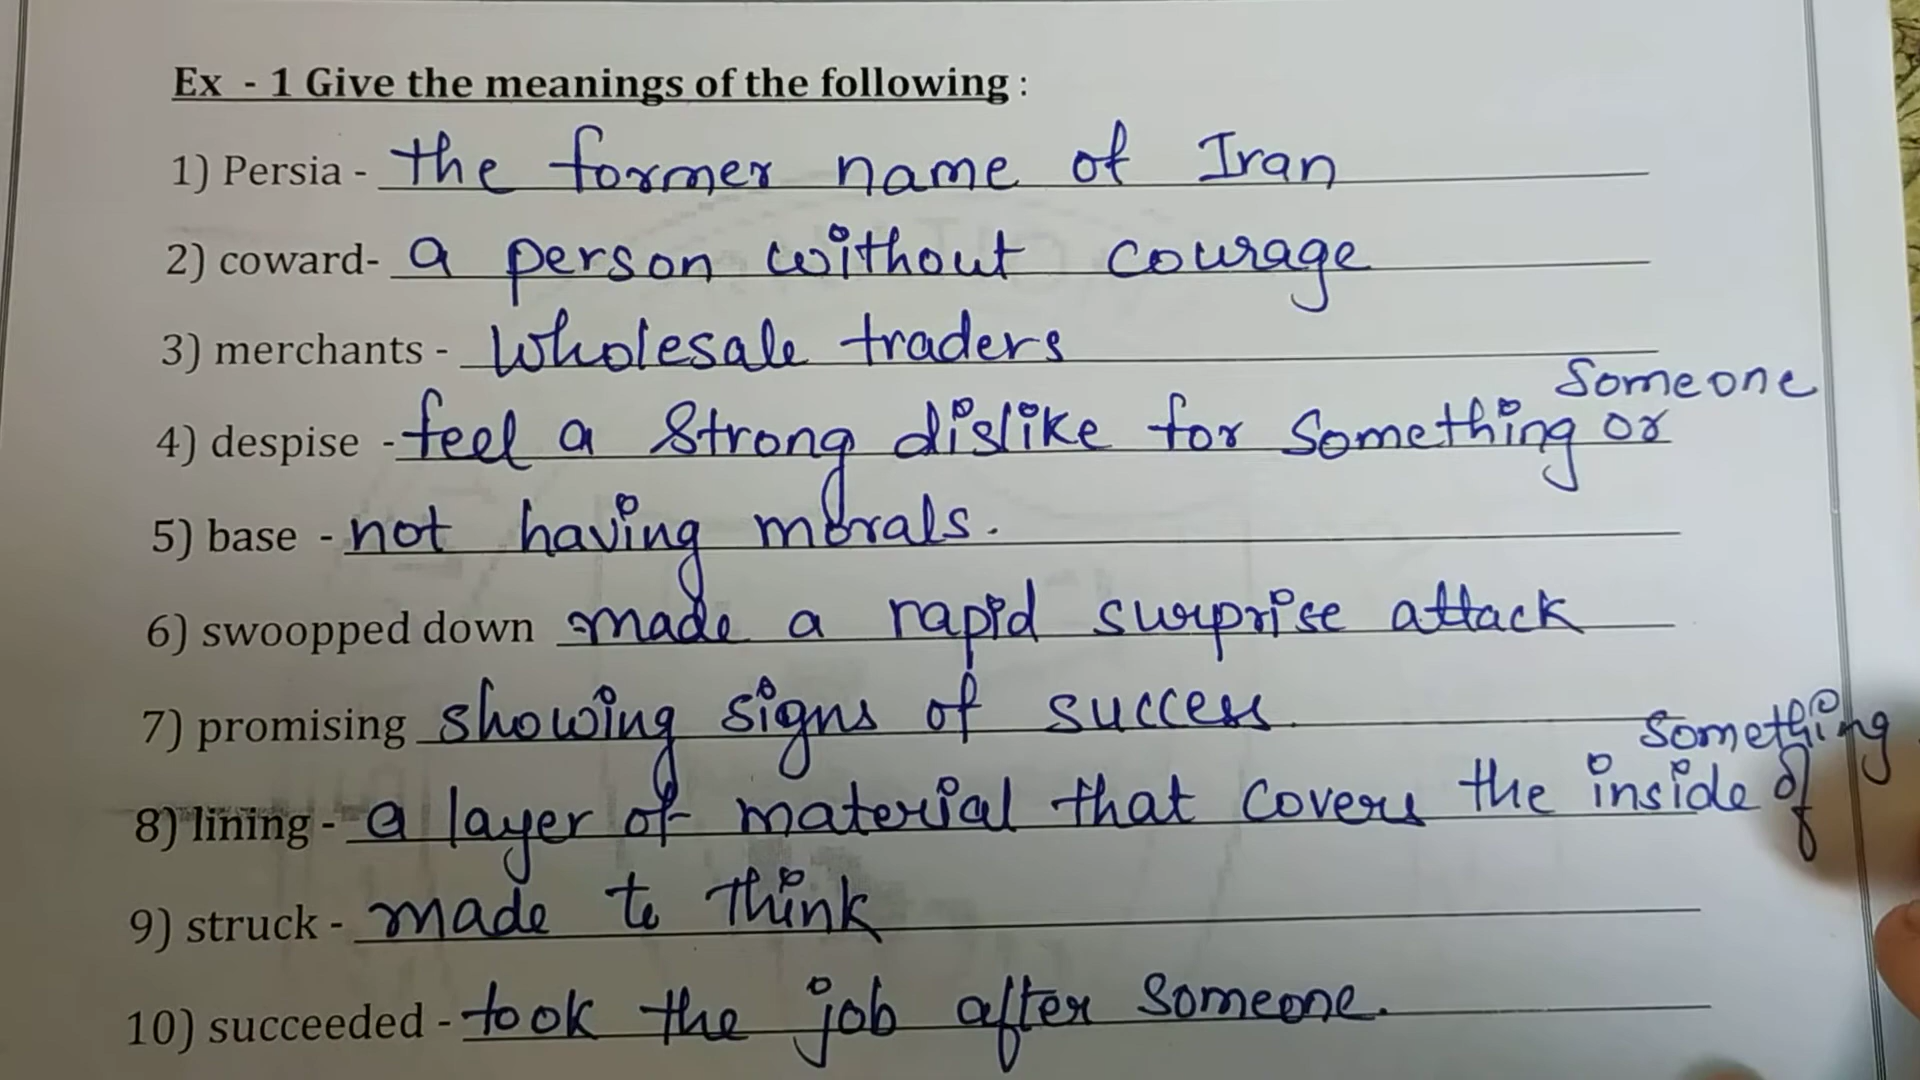 Ex - 1 Give the meanings of the following :
1) Persia - the former name of Iran
2) coward- a person without courage
3) merchants - wholesale traders
4) despise - feel a strong dislike for something or someone
5) base - not having morals.
6) swoopped down made a rapid surprise attack
7) promising showing signs of success.
8) lining - a layer of material that covers the inside of something
9) struck - made to think
10) succeeded - took the job after someone.